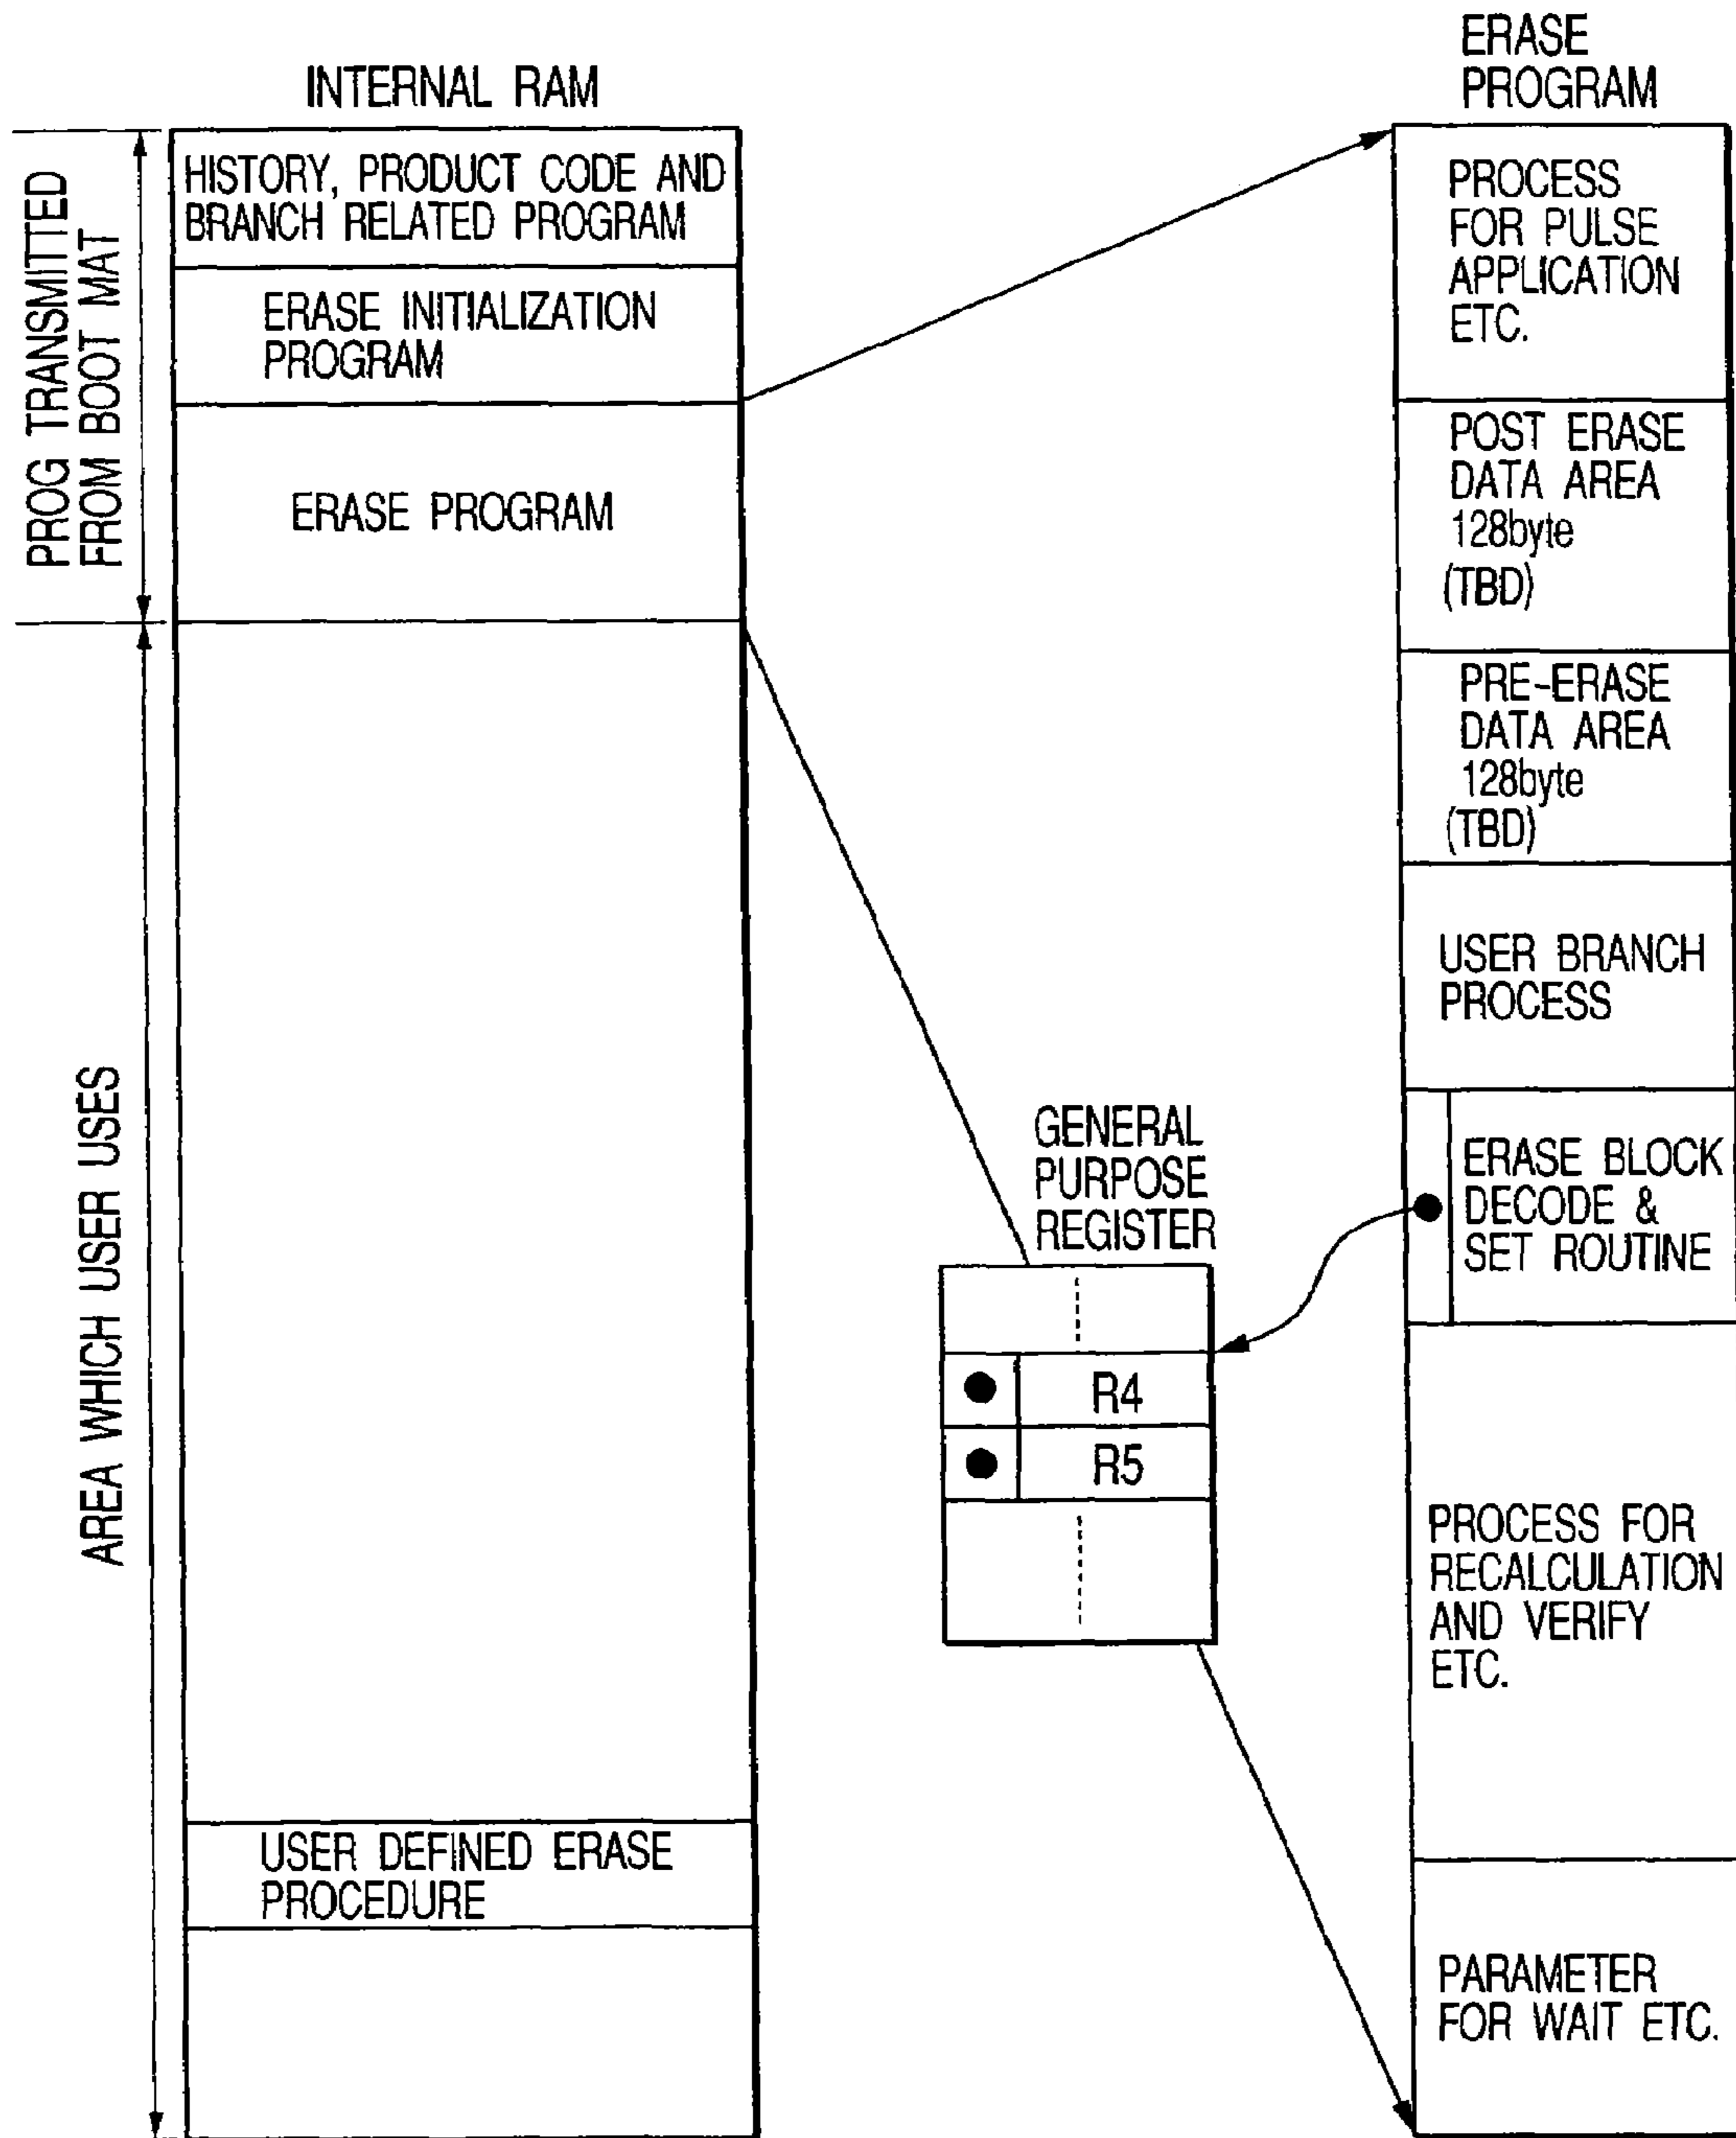 INTERNAL RAM
PROG TRANSMITTED
FROM BOOT MAT
HISTORY, PRODUCT CODE AND
BRANCH RELATED PROGRAM
ERASE INITIALIZATION
PROGRAM
ERASE PROGRAM
AREA WHICH USER USES
USER DEFINED ERASE
PROCEDURE
GENERAL
PURPOSE
REGISTER
R4
R5
ERASE
PROGRAM
PROCESS
FOR PULSE
APPLICATION
ETC.
POST ERASE
DATA AREA
128byte
(TBD)
PRE-ERASE
DATA AREA
128byte
(TBD)
USER BRANCH
PROCESS
ERASE BLOCK
DECODE &
SET ROUTINE
PROCESS FOR
RECALCULATION
AND VERIFY
ETC.
PARAMETER
FOR WAIT ETC.